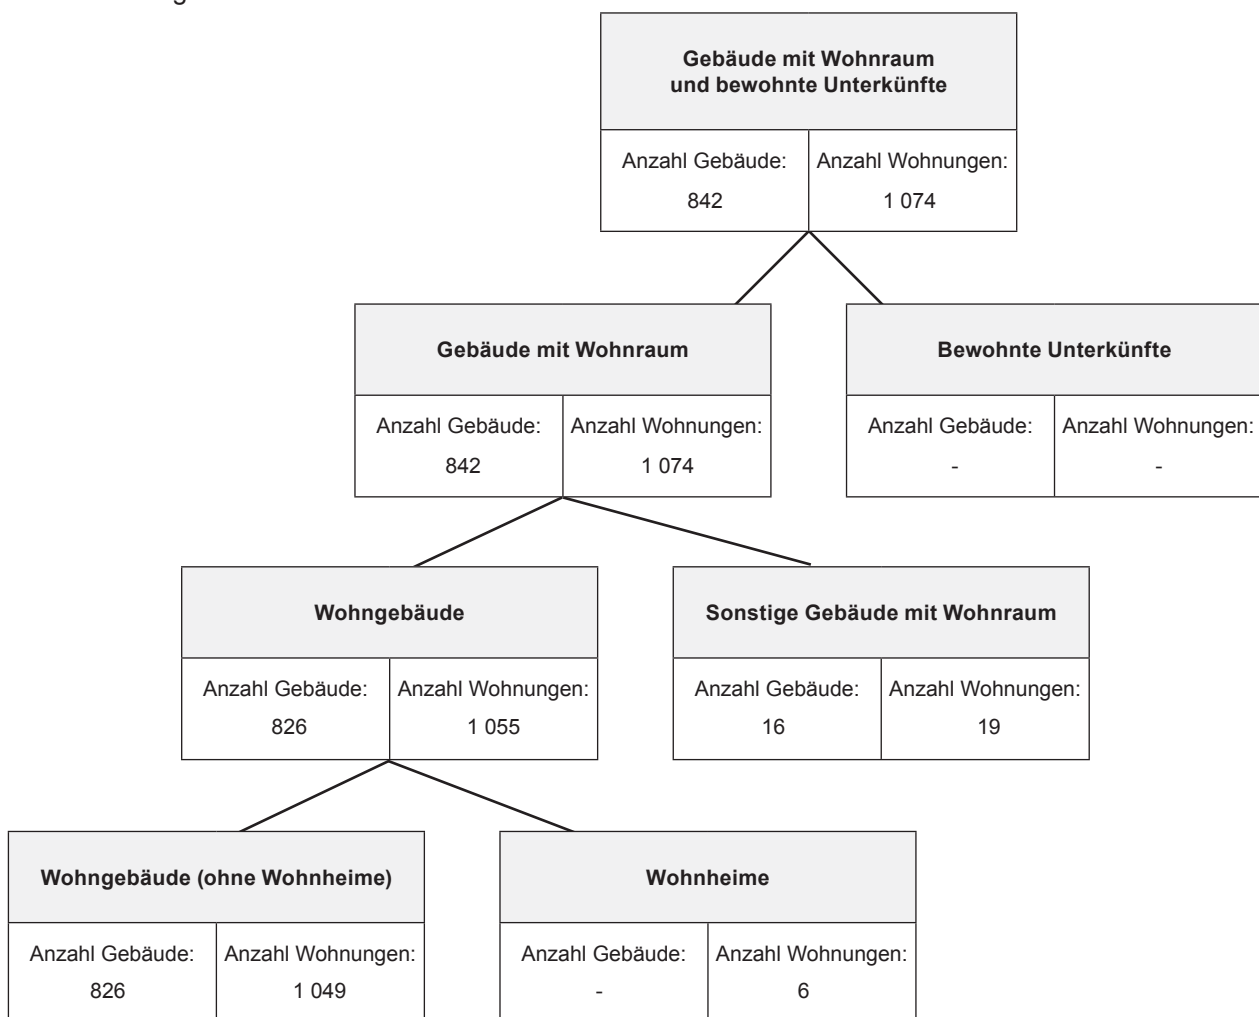 Gebäude mit Wohnraum
und bewohnte Unterkünfte
Anzahl Gebäude: Anzahl Wohnungen:
842 1 074
Gebäude mit Wohnraum
Anzahl Gebäude: Anzahl Wohnungen:
842 1 074
Bewohnte Unterkünfte
Anzahl Gebäude: Anzahl Wohnungen:
- -
Wohngebäude
Anzahl Gebäude: Anzahl Wohnungen:
826 1 055
Sonstige Gebäude mit Wohnraum
Anzahl Gebäude: Anzahl Wohnungen:
16 19
Wohngebäude (ohne Wohnheime)
Anzahl Gebäude: Anzahl Wohnungen:
826 1 049
Wohnheime
Anzahl Gebäude: Anzahl Wohnungen:
- 6